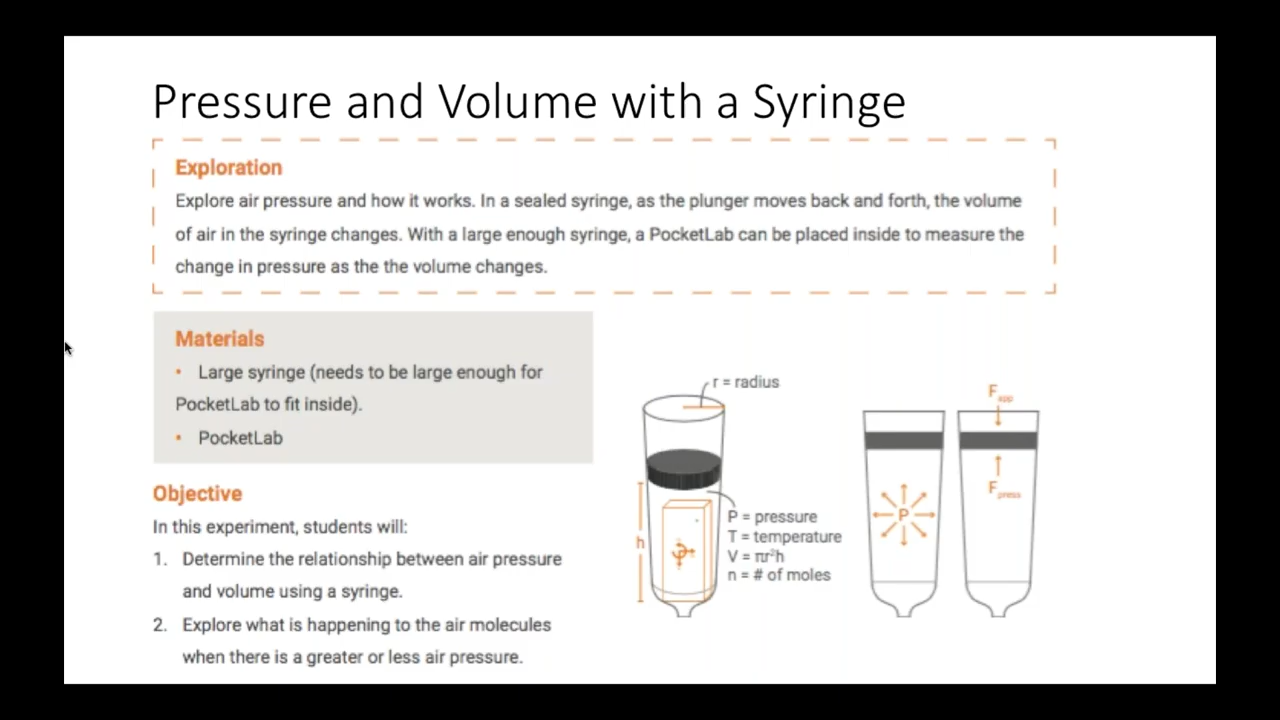 Pressure and Volume with a Syringe
Exploration
Explore air pressure and how it works. In a sealed syringe, as the plunger moves back and forth, the volume
of air in the syringe changes. With a large enough syringe, a PocketLab can be placed inside to measure the
change in pressure as the the volume changes.
Materials
• Large syringe (needs to be large enough for
PocketLab to fit inside).
• PocketLab
Objective
In this experiment, students will:
1. Determine the relationship between air pressure
and volume using a syringe.
2. Explore what is happening to the air molecules
when there is a greater or less air pressure.
r = radius
h
P = pressure
T = temperature
V = πr²h
n = # of moles
P
F app
F press